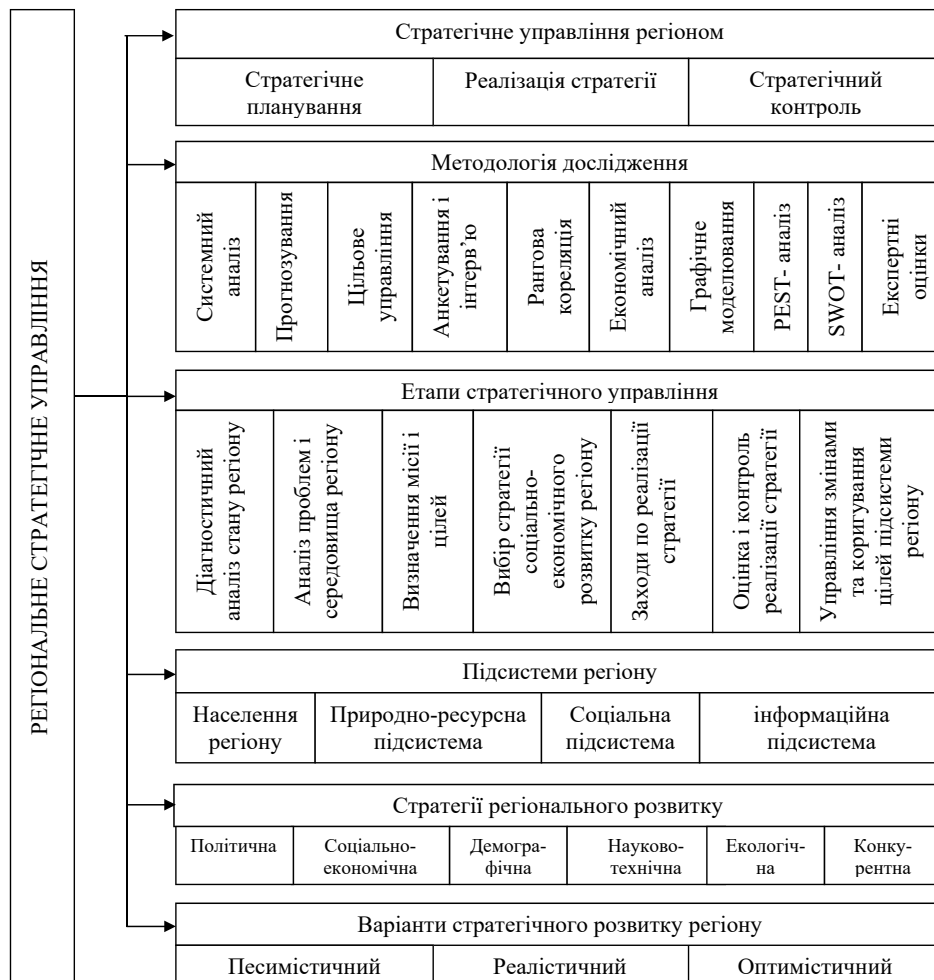 РЕГІОНАЛЬНЕ СТРАТЕГІЧНЕ УПРАВЛІННЯ
Стратегічне управління регіоном
Стратегічне
планування
Реалізація стратегії
Стратегічний
контроль
Методологія дослідження
Системний
аналіз
Прогнозування
Цільове
управління
Анкетування і
інтерв’ю
Рангова
кореляція
Економічний
аналіз
Графічне
моделювання
PEST- аналіз
SWOT- аналіз
Експертні
оцінки
Етапи стратегічного управління
Діагностичний
аналіз стану регіону
Аналіз проблем і
середовища регіону
Визначення місії і
цілей
Вибір стратегії
соціально-
економічного
розвитку регіону
Заходи по реалізації
стратегії
Оцінка і контроль
реалізації стратегії
Управління змінами
та коригування
цілей підсистеми
регіону
Підсистеми регіону
Населення
регіону
Природно-ресурсна
підсистема
Соціальна
підсистема
інформаційна
підсистема
Стратегії регіонального розвитку
Політична
Соціально-
економічна
Демогра-
фічна
Науково-
технічна
Екологіч-
на
Конку-
рентна
Варіанти стратегічного розвитку регіону
Песимістичний
Реалістичний
Оптимістичний